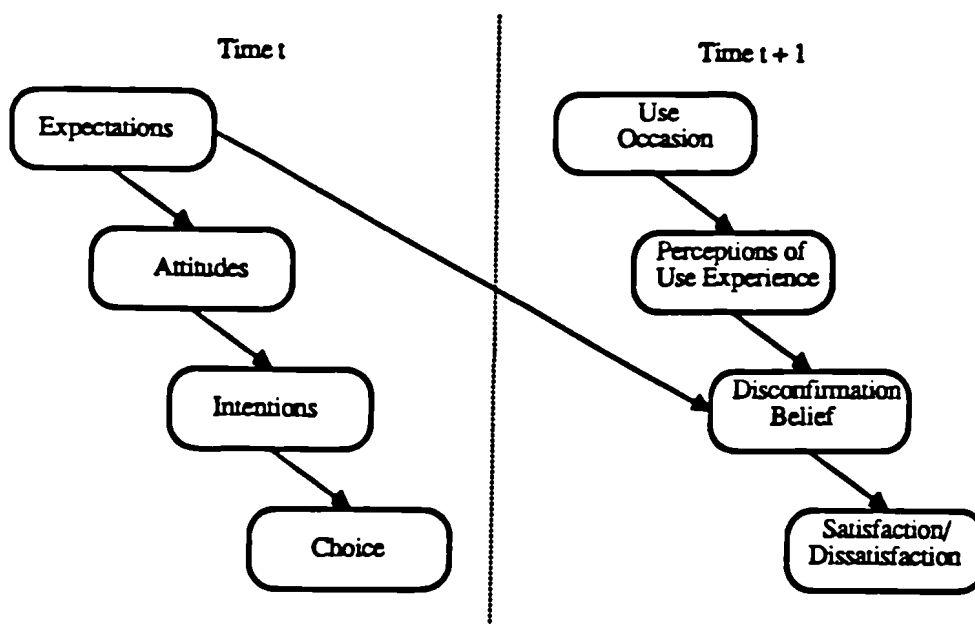 Time t
Expectations
Attitudes
Intentions
Choice
Time t + 1
Use
Occasion
Perceptions of
Use Experience
Disconfirmation
Belief
Satisfaction/
Dissatisfaction